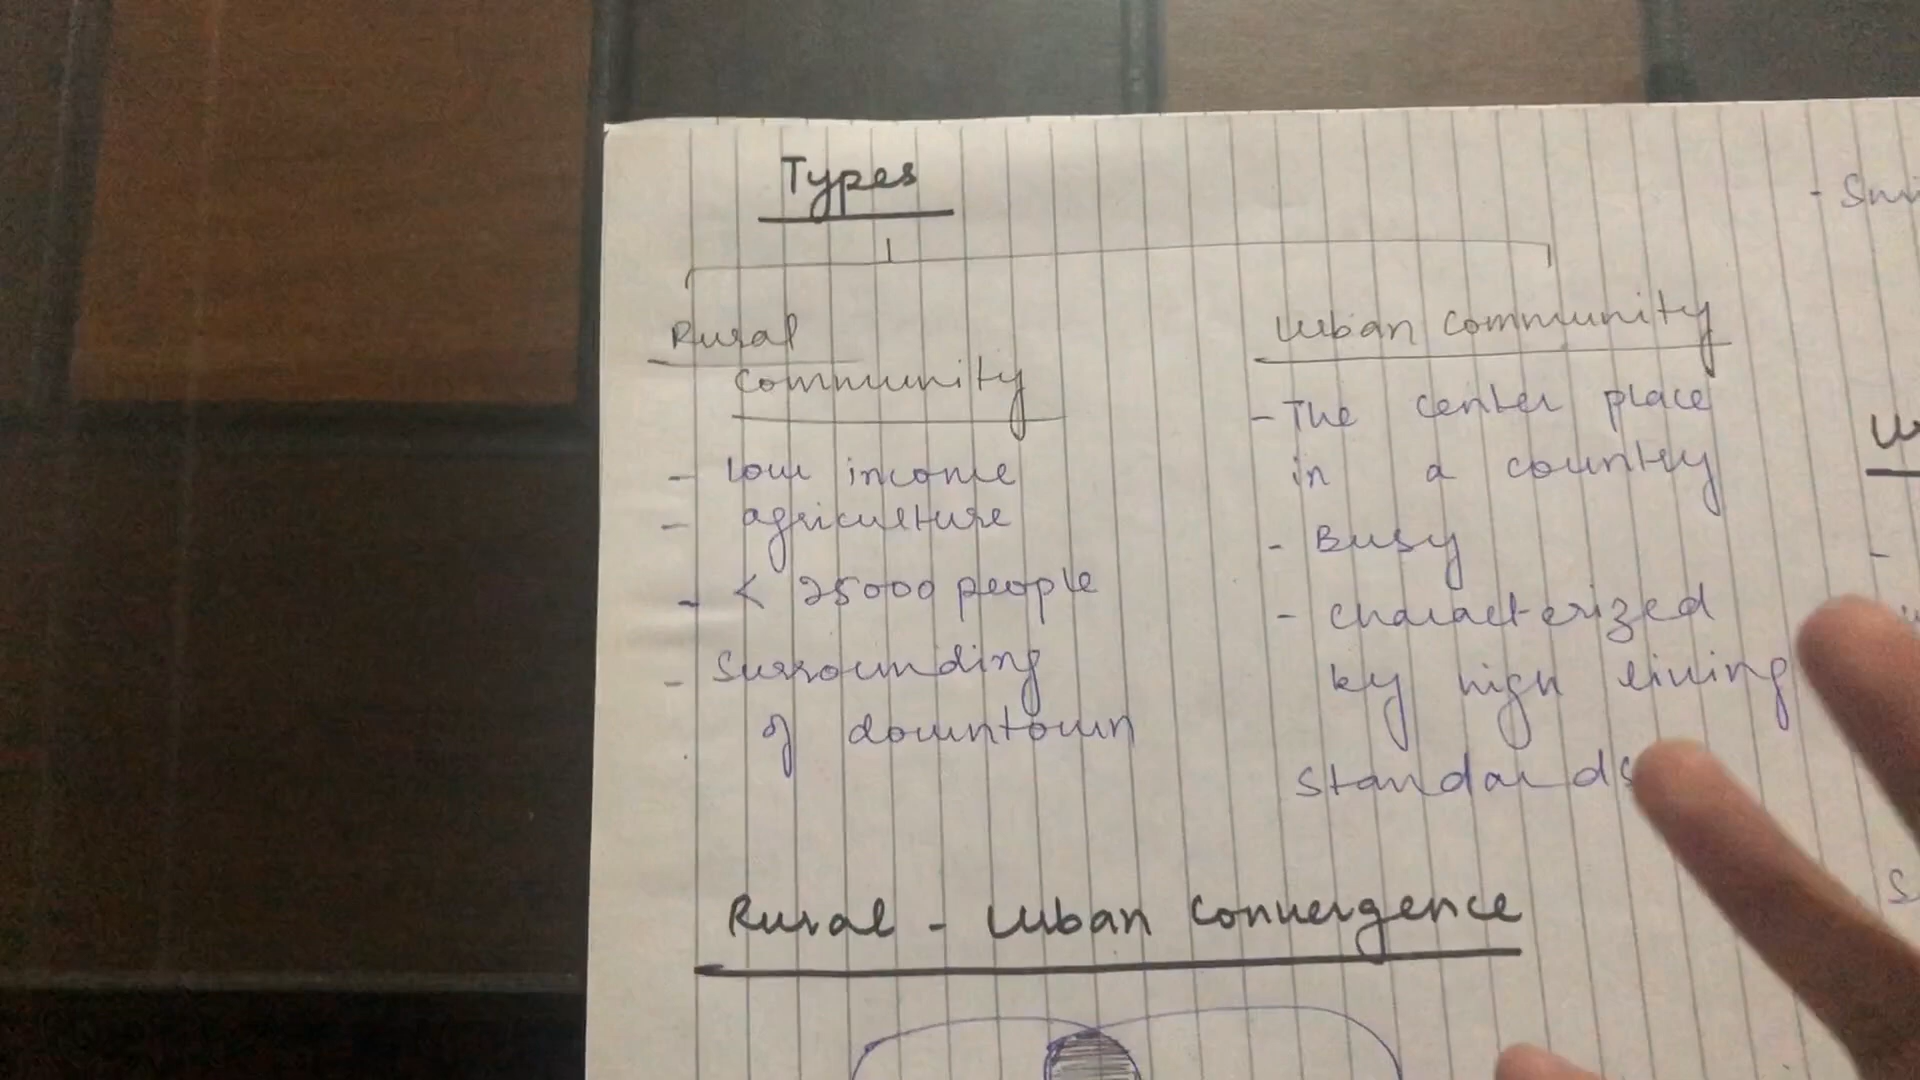 Types
Rural
Community
- low income
- agriculture
- < 25000 people
- Surrounding
of downtown
Urban Community
- The center place
in a country
- Busy
- characterized
by high living
standards
Rural - Urban Convergence